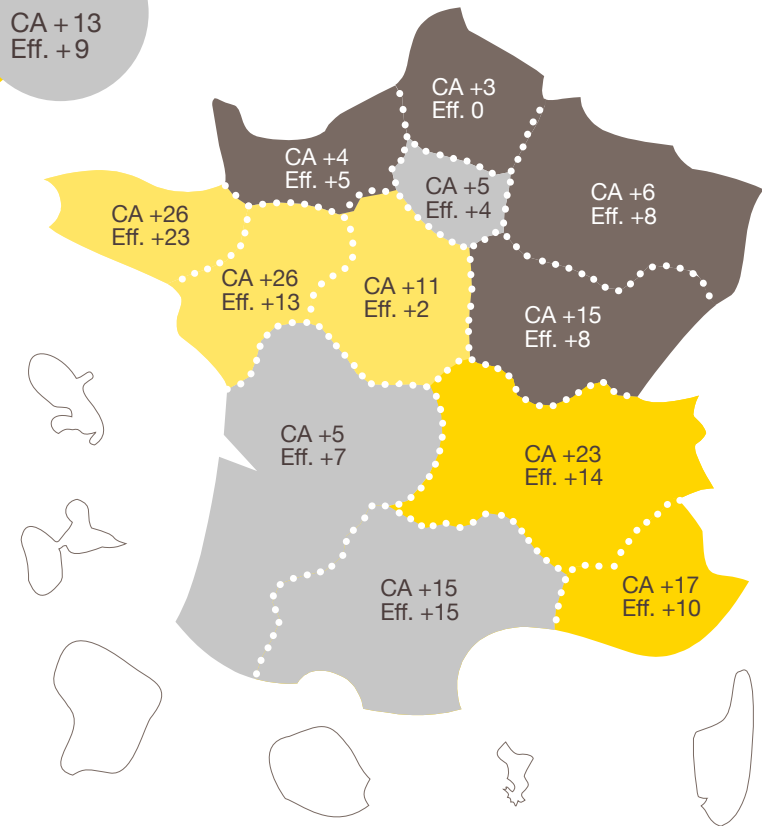 CA +13
Eff. +9
CA +3
Eff. 0
CA +4
Eff. +5
CA +5
Eff. +4
CA +6
Eff. +8
CA +26
Eff. +23
CA +26
Eff. +13
CA +11
Eff. +2
CA +15
Eff. +8
CA +5
Eff. +7
CA +23
Eff. +14
CA +15
Eff. +15
CA +17
Eff. +10